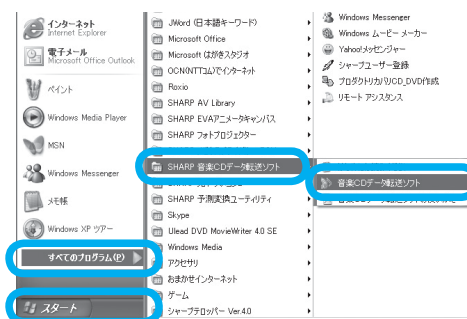 インターネット
Internet Explorer
電子メール
Microsoft Office Outlook
ペイント
Windows Media Player
MSN
Windows Messenger
メモ帳
Windows XP ツアー
すべてのプログラム(P)
スタート
JWord (日本語キーワード)
Microsoft Office
Microsoft はがきスタジオ
OCN(NTTコム)でインターネット
Roxio
SHARP AV Library
SHARP EVAアニメータキャンバス
SHARP フォトプロジェクター
SHARP 音楽CDデータ転送ソフト
SHARP 予測変換ユーティリティ
Skype
Ulead DVD MovieWriter 4.0 SE
Windows Media
アクセサリ
おまかせインターネット
ゲーム
シャープテロッパー Ver.4.0
Windows Messenger
Windows ムービー メーカー
Yahoo!メッセンジャー
シャープユーザー登録
プロダクトリカバリCD_DVD作成
リモート アシスタンス
音楽CDデータ転送ソフト